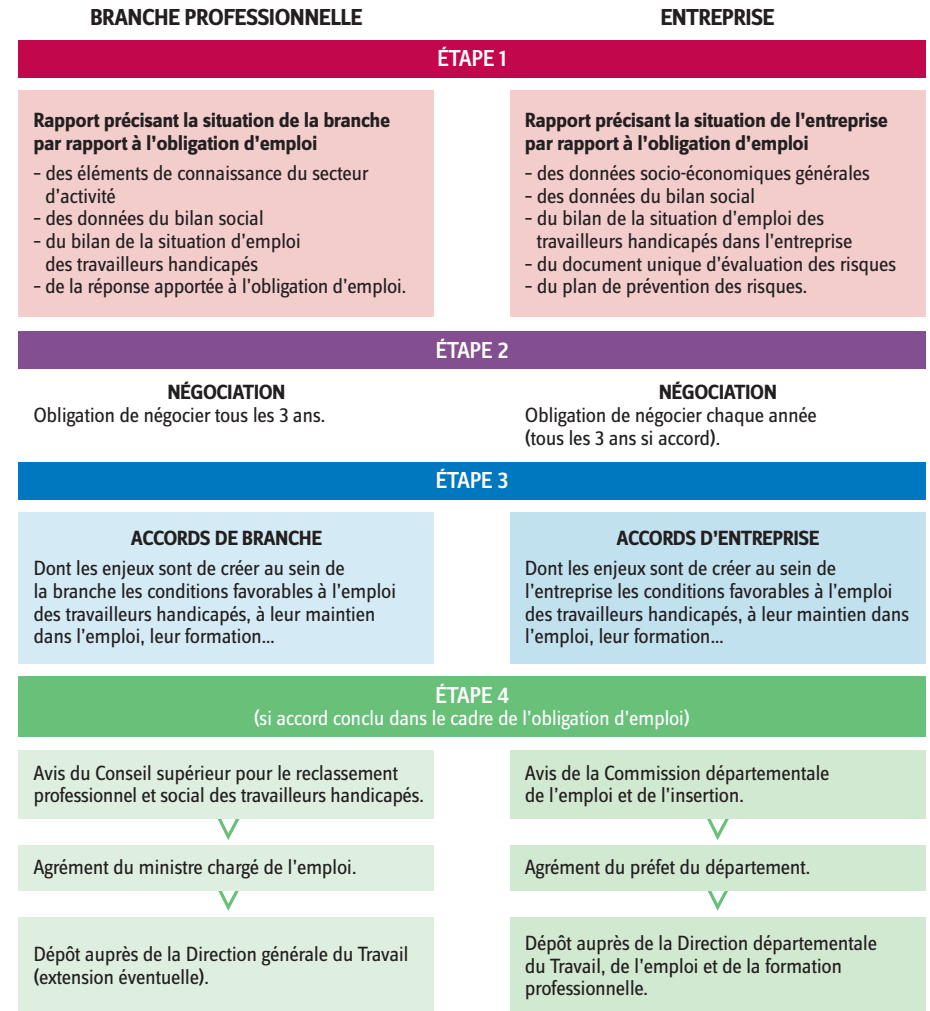 BRANCHE PROFESSIONNELLE
ENTREPRISE
ÉTAPE 1
Rapport précisant la situation de la branche
par rapport à l'obligation d'emploi
– des éléments de connaissance du secteur
d'activité
– des données du bilan social
– du bilan de la situation d'emploi
des travailleurs handicapés
– de la réponse apportée à l'obligation d'emploi.
Rapport précisant la situation de l'entreprise
par rapport à l'obligation d'emploi
– des données socio-économiques générales
– des données du bilan social
– du bilan de la situation d'emploi des
travailleurs handicapés dans l'entreprise
– du document unique d'évaluation des risques
– du plan de prévention des risques.
ÉTAPE 2
NÉGOCIATION
Obligation de négocier tous les 3 ans.
NÉGOCIATION
Obligation de négocier chaque année
(tous les 3 ans si accord).
ÉTAPE 3
ACCORDS DE BRANCHE
Dont les enjeux sont de créer au sein de
la branche les conditions favorables à l'emploi
des travailleurs handicapés, à leur maintien
dans l'emploi, leur formation...
ACCORDS D'ENTREPRISE
Dont les enjeux sont de créer au sein de
l'entreprise les conditions favorables à l'emploi
des travailleurs handicapés, à leur maintien dans
l'emploi, leur formation...
ÉTAPE 4
(si accord conclu dans le cadre de l'obligation d'emploi)
Avis du Conseil supérieur pour le reclassement
professionnel et social des travailleurs handicapés.
Agrément du ministre chargé de l'emploi.
Dépôt auprès de la Direction générale du Travail
(extension éventuelle).
Avis de la Commission départementale
de l'emploi et de l'insertion.
Agrément du préfet du département.
Dépôt auprès de la Direction départementale
du Travail, de l'emploi et de la formation
professionnelle.